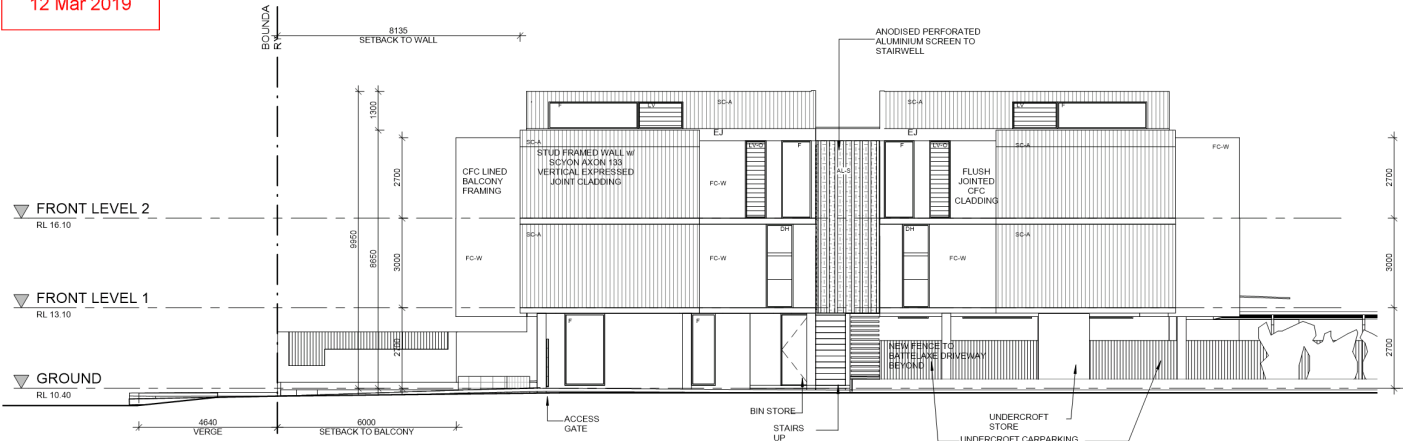 12 Mar 2019
BOUNDA
RY
8135
SETBACK TO WALL
ANODISED PERFORATED
ALUMINIUM SCREEN TO
STAIRWELL
1300
F
LV
SC-A
SC-A
LV
F
EJ
EJ
SC-A
STUD FRAMED WALL w/
SCYON AXON 133
VERTICAL EXPRESSED
JOINT CLADDING
LV-O
F
F
LV-O
SC-A
FC-W
CFC LINED
BALCONY
FRAMING
2700
FC-W
AL-S
FLUSH
JOINTED
CFC
CLADDING
2700
FRONT LEVEL 2
RL 16.10
9950
8650
3000
SC-A
DH
DH
SC-A
FC-W
FC-W
FC-W
3000
FRONT LEVEL 1
RL 13.10
2700
F
F
NEW FENCE TO
BATTELAXE DRIVEWAY
BEYOND
2700
GROUND
RL 10.40
4640
VERGE
6000
SETBACK TO BALCONY
ACCESS
GATE
BIN STORE
STAIRS
UP
UNDERCROFT
STORE
UNDERCROFT CARPARKING